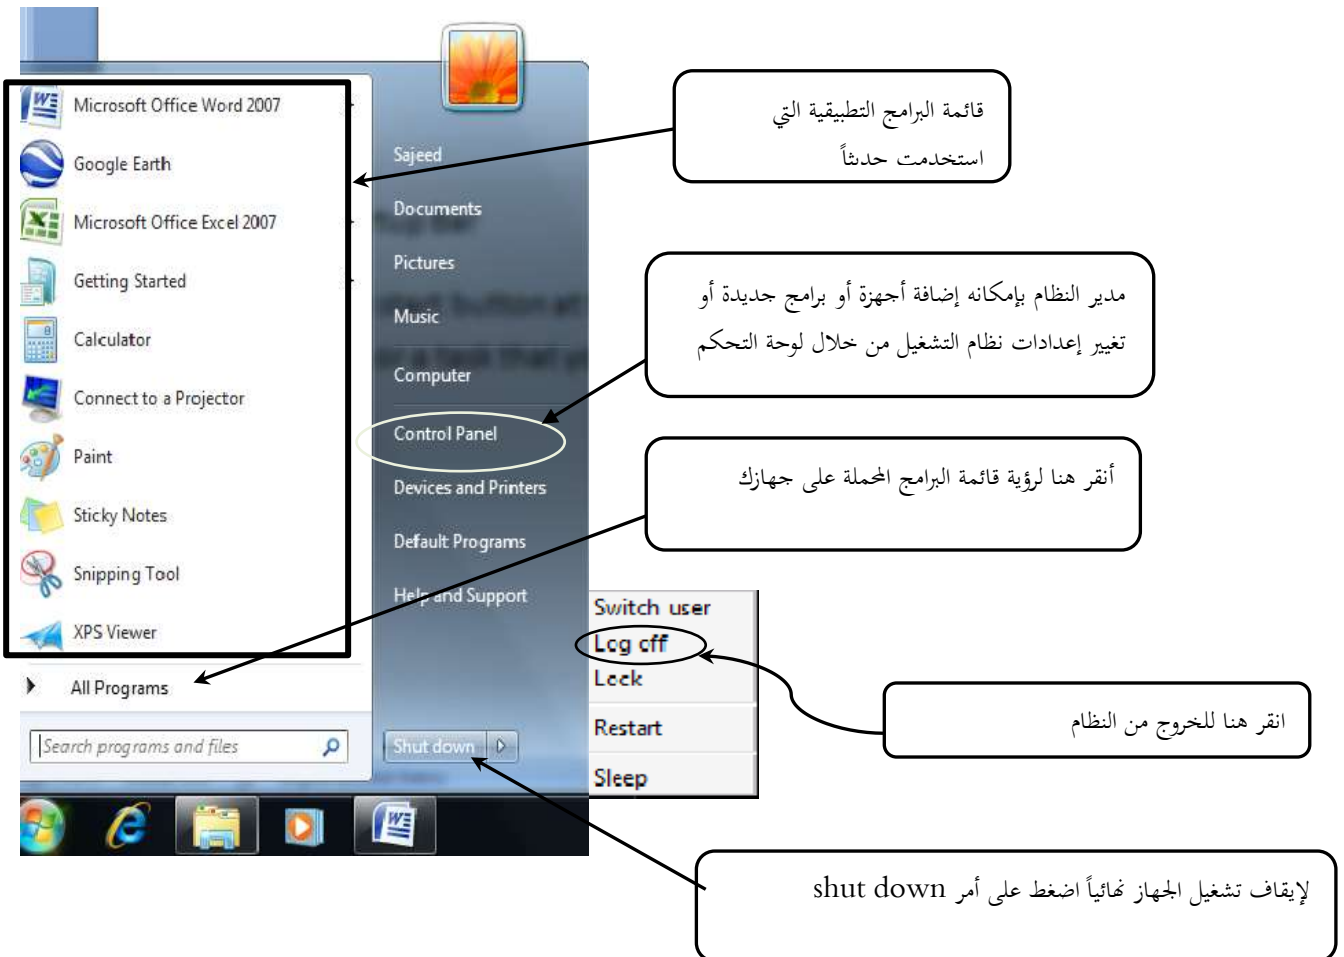 Microsoft Office Word 2007
Google Earth
Microsoft Office Excel 2007
Getting Started
Calculator
Connect to a Projector
Paint
Sticky Notes
Snipping Tool
XPS Viewer
All Programs
Search programs and files
Sajeed
Documents
Pictures
Music
Computer
Control Panel
Devices and Printers
Default Programs
Help and Support
Shut down
Switch user
Log off
Lock
Restart
Sleep
قائمة البرامج التطبيقية التي
استخدمت حديثاً
مدير النظام بإمكانه إضافة أجهزة أو برامج جديدة أو
تغيير إعدادات نظام التشغيل من خلال لوحة التحكم
أنقر هنا لرؤية قائمة البرامج المحملة على جهازك
انقر هنا للخروج من النظام
لإيقاف تشغيل الجهاز نهائياً اضغط على أمر shut down